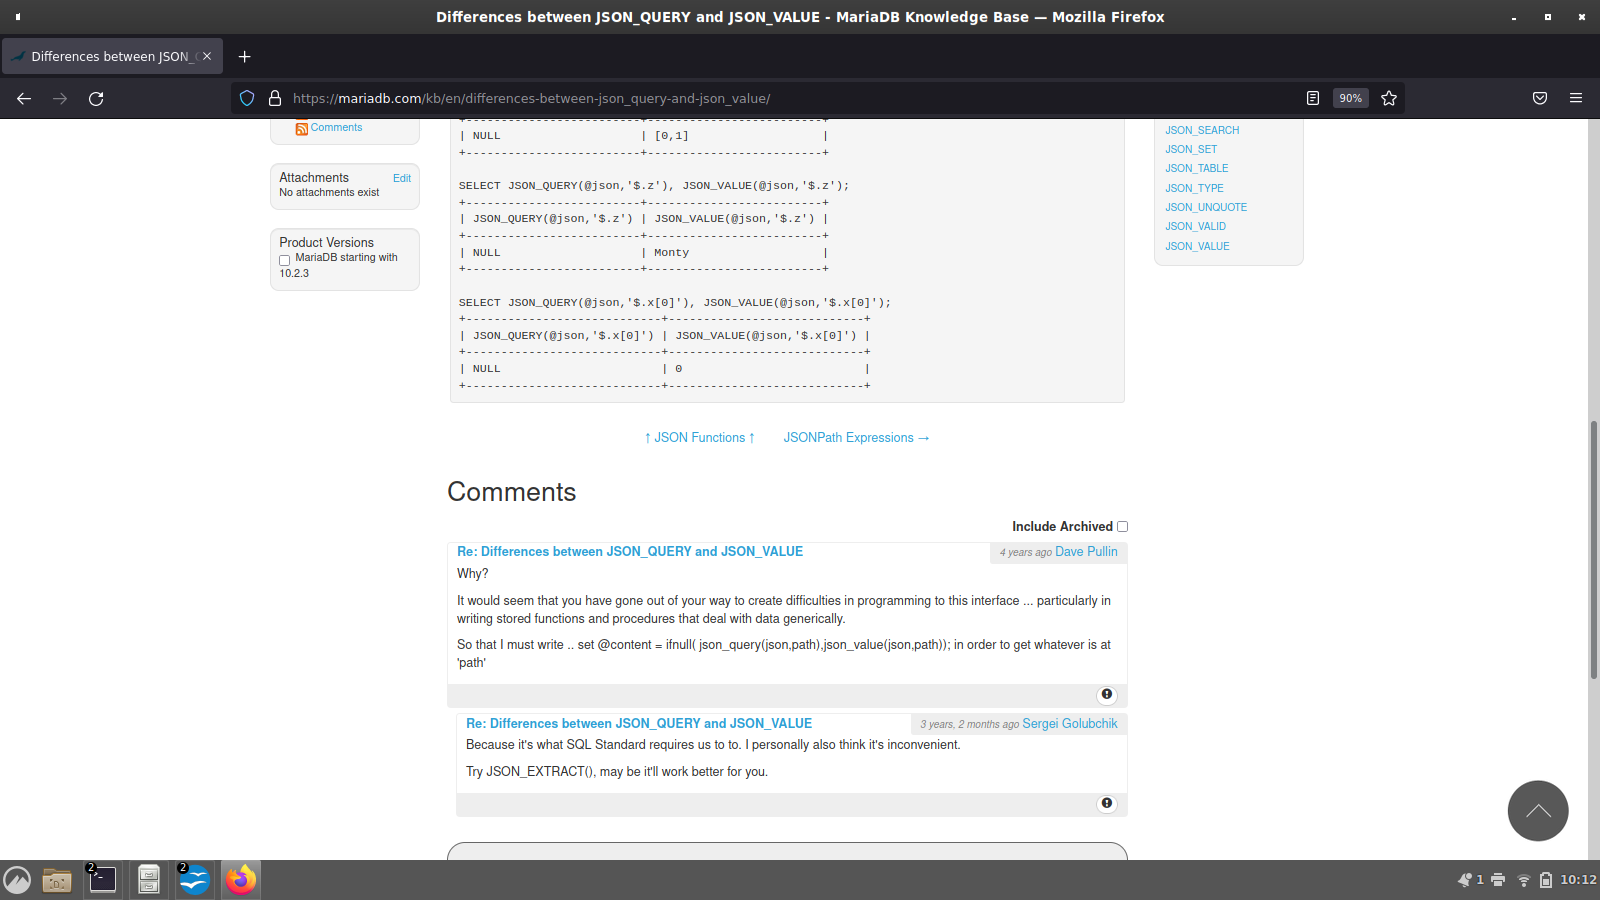 Differences between JSON_QUERY and JSON_VALUE - MariaDB Knowledge Base — Mozilla Firefox
Differences between JSON_
https://mariadb.com/kb/en/differences-between-json_query-and-json_value/
90%
Comments
Attachments Edit
No attachments exist
Product Versions
MariaDB starting with
10.2.3
+-------------------------+-------------------------+
| NULL                    | [0,1]                   |
+-------------------------+-------------------------+
SELECT JSON_QUERY(@json,'$.z'), JSON_VALUE(@json,'$.z');
+-------------------------+-------------------------+
| JSON_QUERY(@json,'$.z') | JSON_VALUE(@json,'$.z') |
+-------------------------+-------------------------+
| NULL                    | Monty                   |
+-------------------------+-------------------------+
SELECT JSON_QUERY(@json,'$.x[0]'), JSON_VALUE(@json,'$.x[0]');
+----------------------------+----------------------------+
| JSON_QUERY(@json,'$.x[0]') | JSON_VALUE(@json,'$.x[0]') |
+----------------------------+----------------------------+
| NULL                       | 0                          |
+----------------------------+----------------------------+
↑ JSON Functions ↑ JSONPath Expressions →
Comments
Include Archived
Re: Differences between JSON_QUERY and JSON_VALUE 4 years ago Dave Pullin
Why?
It would seem that you have gone out of your way to create difficulties in programming to this interface ... particularly in
writing stored functions and procedures that deal with data generically.
So that I must write .. set @content = ifnull( json_query(json,path),json_value(json,path)); in order to get whatever is at
'path'
Re: Differences between JSON_QUERY and JSON_VALUE 3 years, 2 months ago Sergei Golubchik
Because it's what SQL Standard requires us to to. I personally also think it's inconvenient.
Try JSON_EXTRACT(), may be it'll work better for you.
JSON_SEARCH
JSON_SET
JSON_TABLE
JSON_TYPE
JSON_UNQUOTE
JSON_VALID
JSON_VALUE
2
2
1
10:12